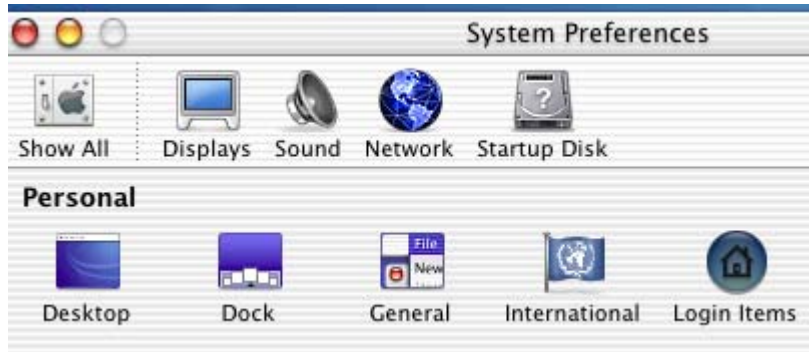 System Preferences
Show All Displays Sound Network Startup Disk
Personal
File
New
Desktop Dock General International Login Items